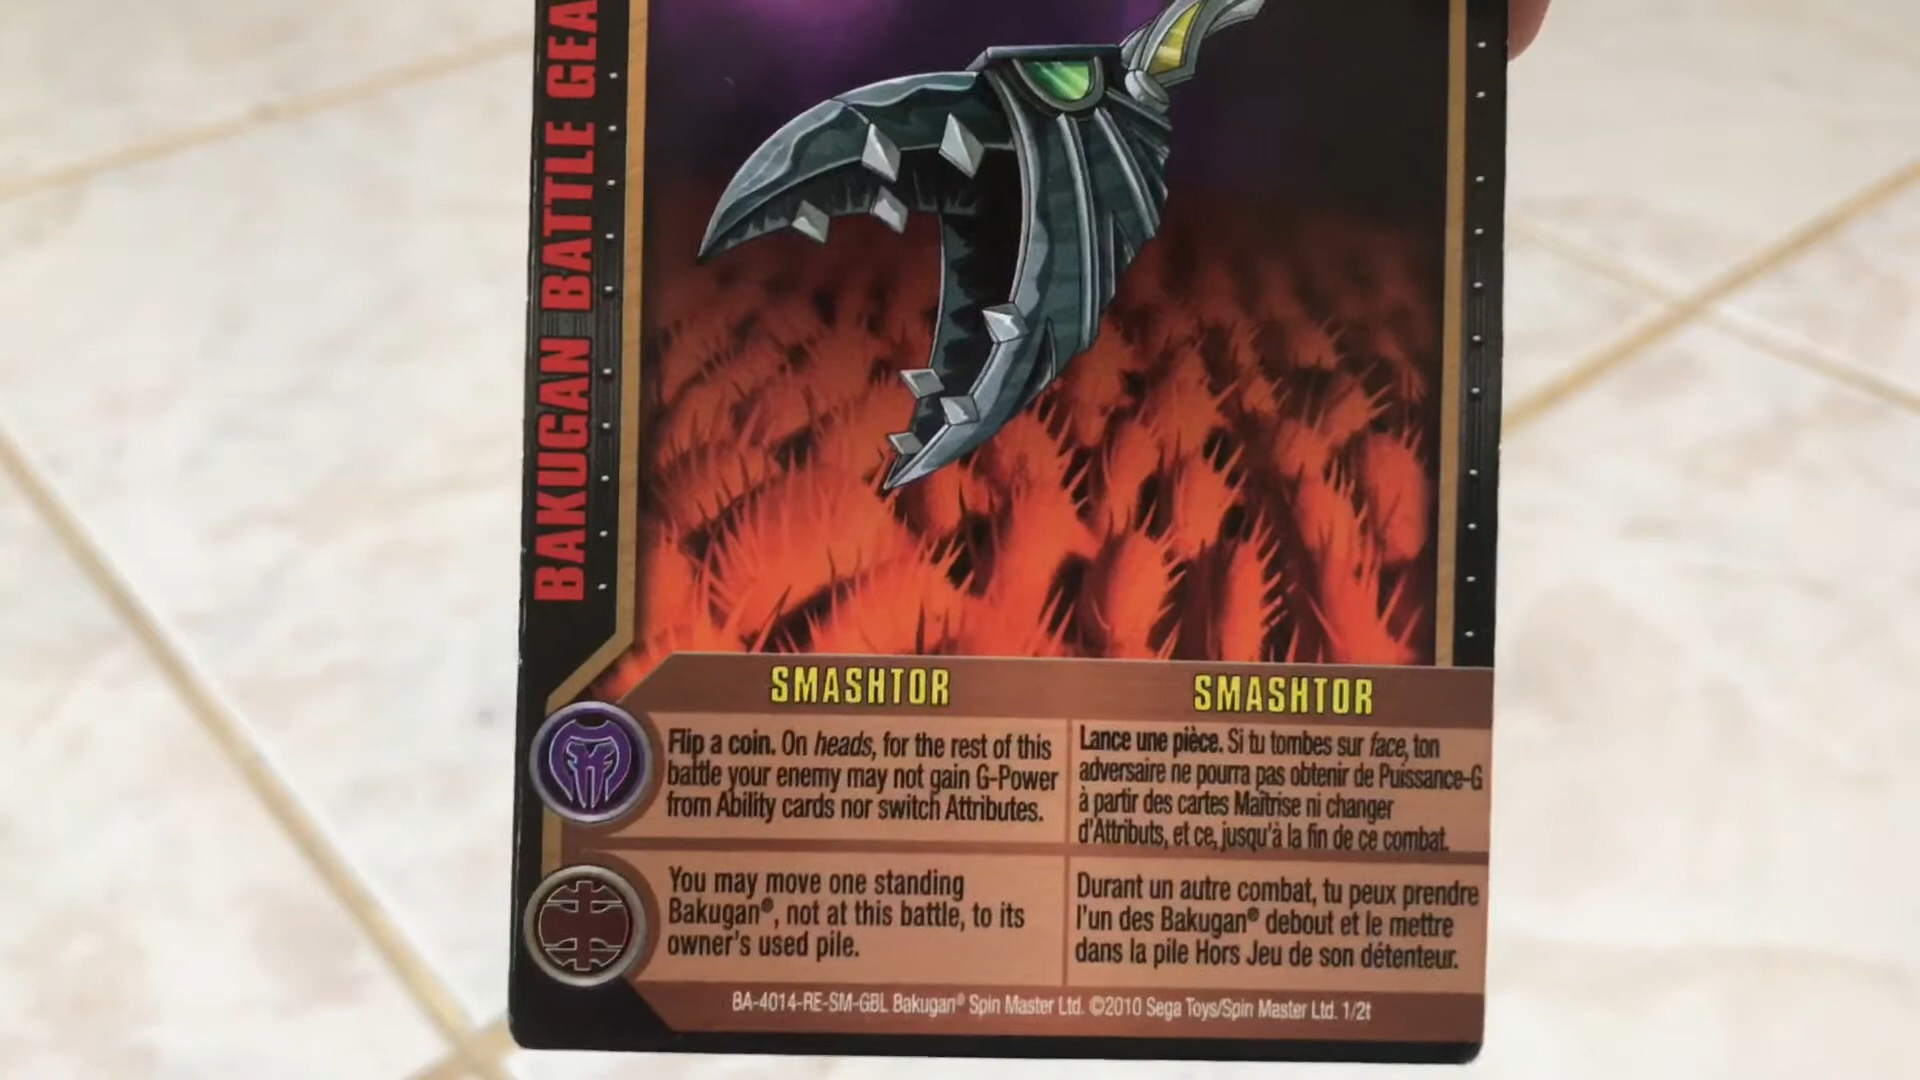 BAKUGAN BATTLE GEA
SMASHTOR
Flip a coin. On heads, for the rest of this
battle your enemy may not gain G-Power
from Ability cards nor switch Attributes.
You may move one standing
Bakugan®, not at this battle, to its
owner's used pile.
SMASHTOR
Lance une pièce. Si tu tombes sur face, ton
adversaire ne pourra pas obtenir de Puissance-G
à partir des cartes Maîtrise ni changer
d'Attributs, et ce, jusqu'à la fin de ce combat.
Durant un autre combat, tu peux prendre
l'un des Bakugan® debout et le mettre
dans la pile Hors Jeu de son détenteur.
BA-4014-RE-SM-GBL Bakugan® Spin Master Ltd. ©2010 Sega Toys/Spin Master Ltd. 1/2t